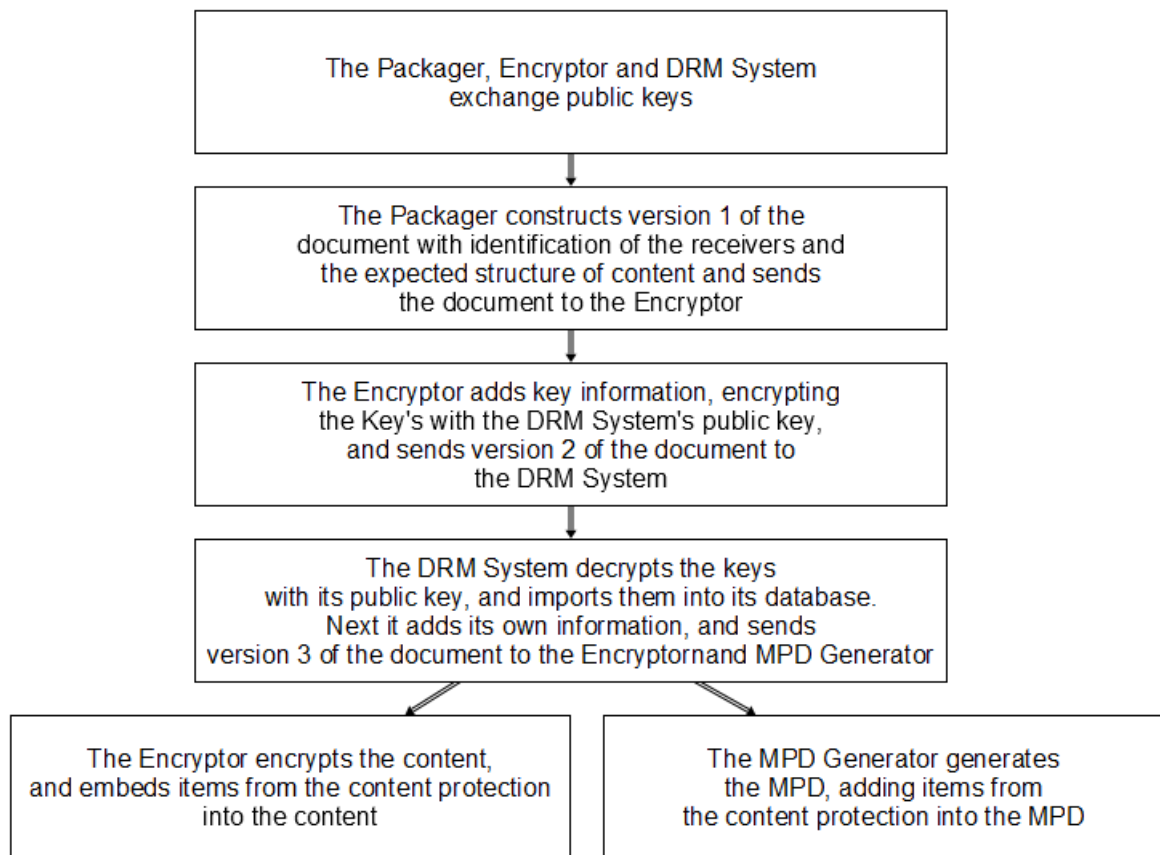 The Packager, Encryptor and DRM System
exchange public keys
The Packager constructs version 1 of the
document with identification of the receivers and
the expected structure of content and sends
the document to the Encryptor
The Encryptor adds key information, encrypting
the Key's with the DRM System's public key,
and sends version 2 of the document to
the DRM System
The DRM System decrypts the keys
with its public key, and imports them into its database.
Next it adds its own information, and sends
version 3 of the document to the Encryptornand MPD Generator
The Encryptor encrypts the content,
and embeds items from the content protection
into the content
The MPD Generator generates
the MPD, adding items from
the content protection into the MPD